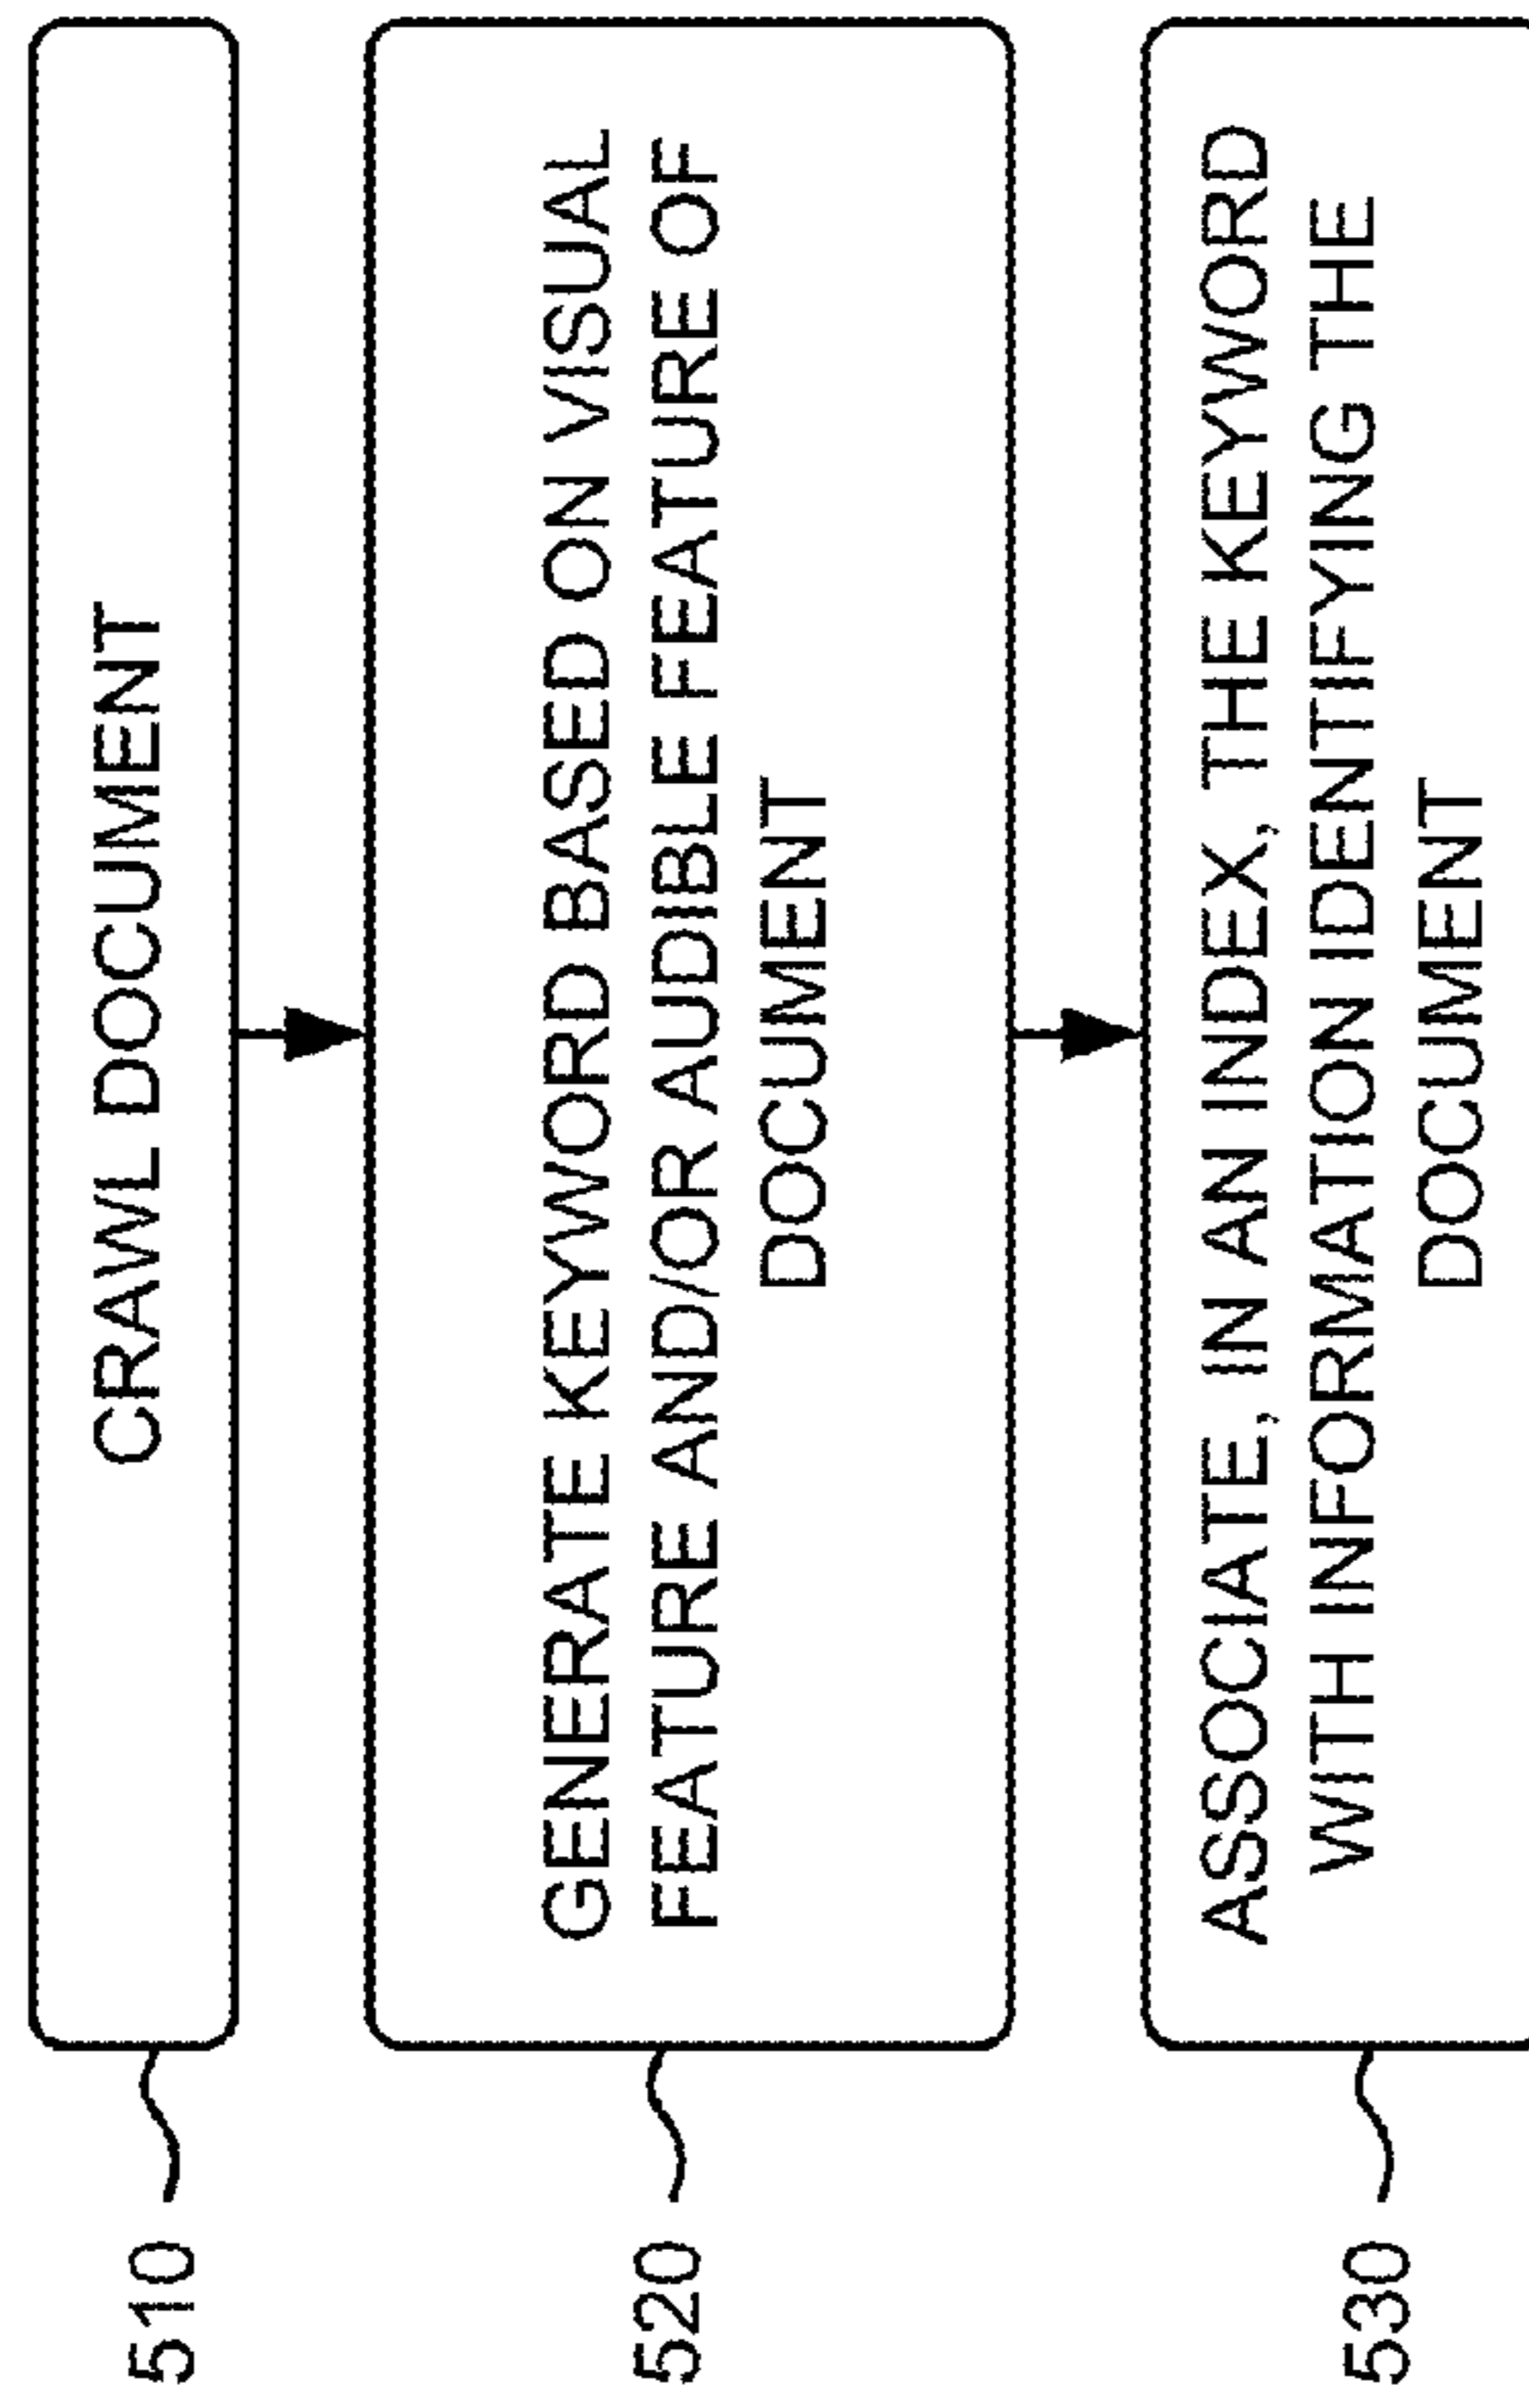 510
CRAWL DOCUMENT
520
GENERATE KEYWORD BASED ON VISUAL
FEATURE AND/OR AUDIBLE FEATURE OF
DOCUMENT
530
ASSOCIATE, IN AN INDEX, THE KEYWORD
WITH INFORMATION IDENTIFYING THE
DOCUMENT